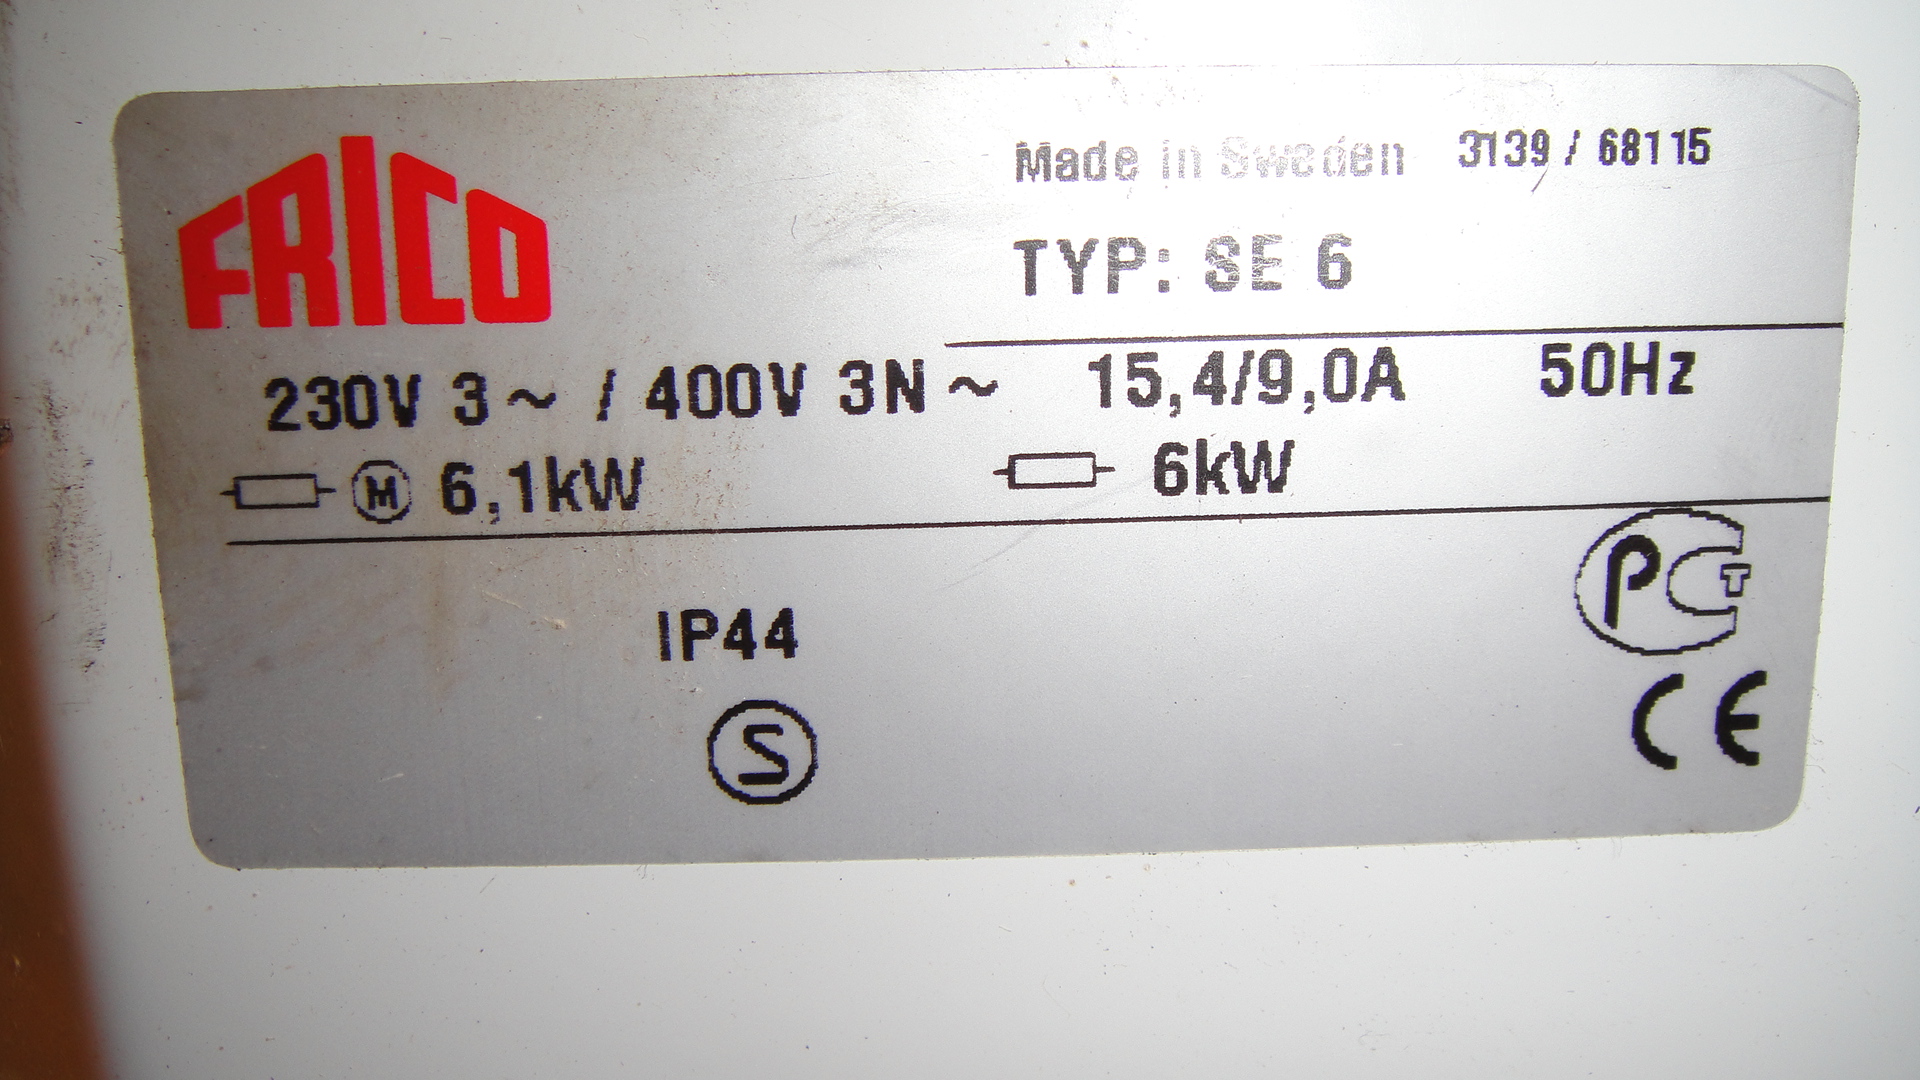 FRICO
Made in Sweden 3139 / 68115
TYP: SE 6
230V 3~ / 400V 3N~ 15,4/9,0A 50Hz
M 6,1kW 6kW
PCT
IP44
S
CE